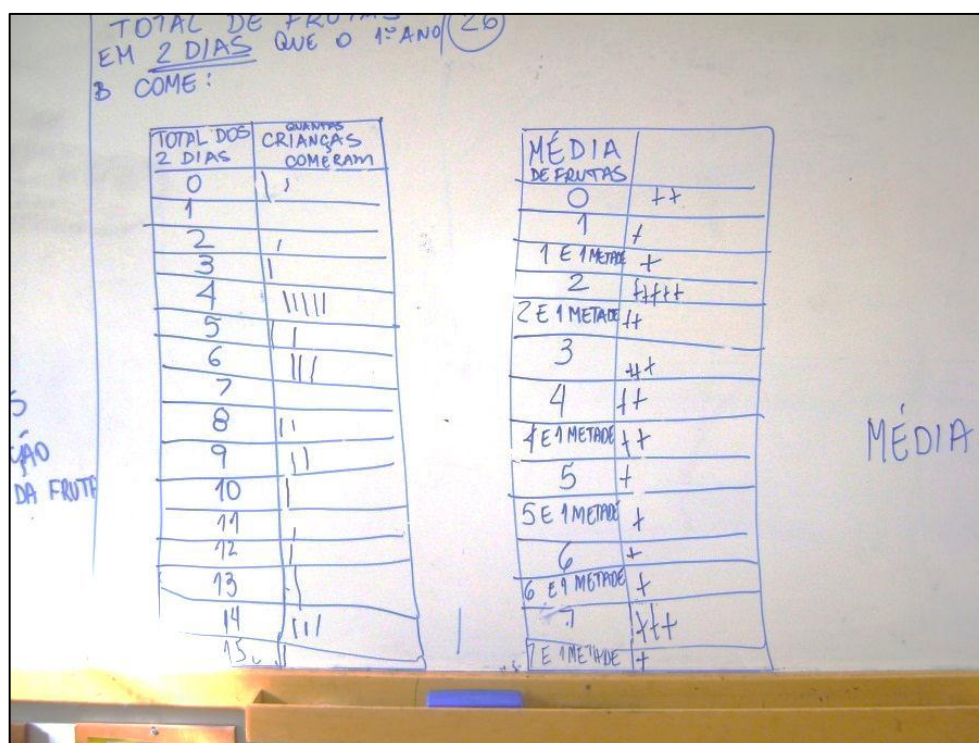 TOTAL DE FRUTAS
EM 2 DIAS QUE O 1º ANO 26
B COME:
TOTAL DOS 2 DIAS QUANTAS CRIANÇAS COMERAM
0
1
2
3
4
5
6
7
8
9
10
11
12
13
14
15
MÉDIA DE FRUTAS
0 ++
1 +
1 E 1 METADE +
2 +++++
2 E 1 METADE ++
3 +++
4 ++
4 E 1 METADE ++
5 +
5 E 1 METADE +
6 +
6 E 1 METADE +
7 +++
7 E 1 METADE +
DA FRUTA
MÉDIA